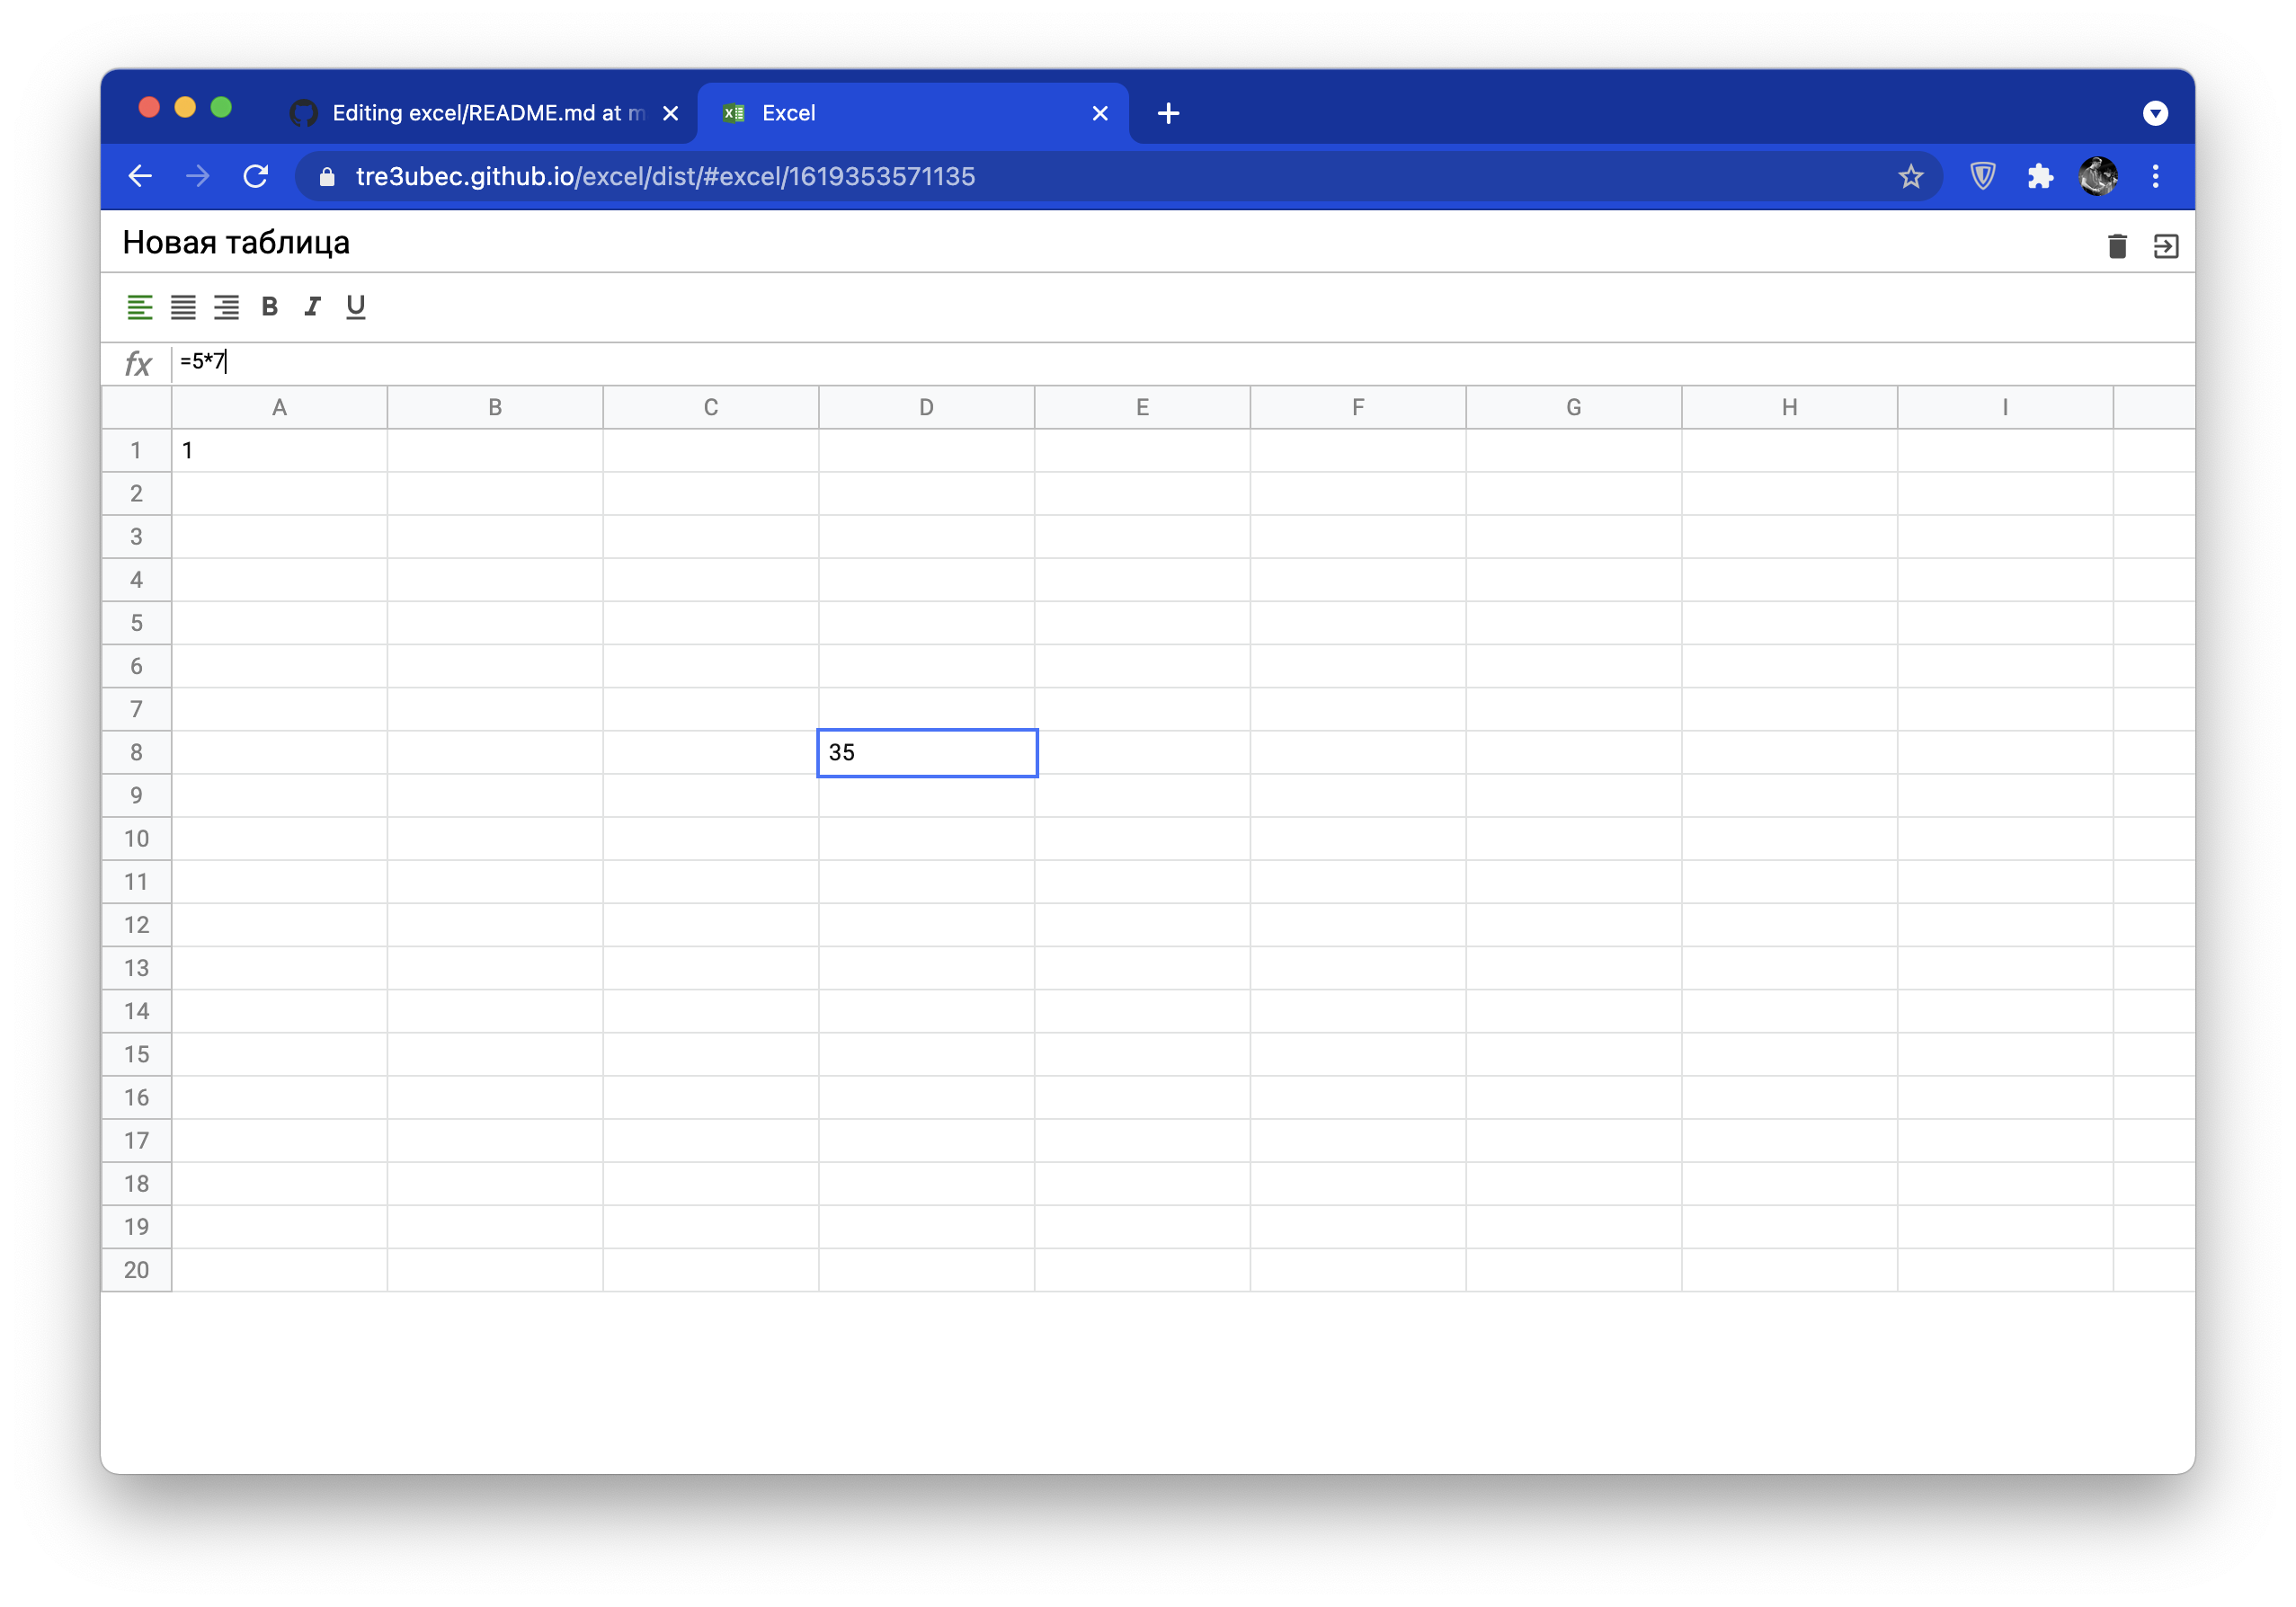 Editing excel/README.md at m
Excel
tre3ubec.github.io/excel/dist/#excel/1619353571135
Новая таблица
B I U
fx =5*7
A B C D E F G H I
1 1
2
3
4
5
6
7
8 35
9
10
11
12
13
14
15
16
17
18
19
20